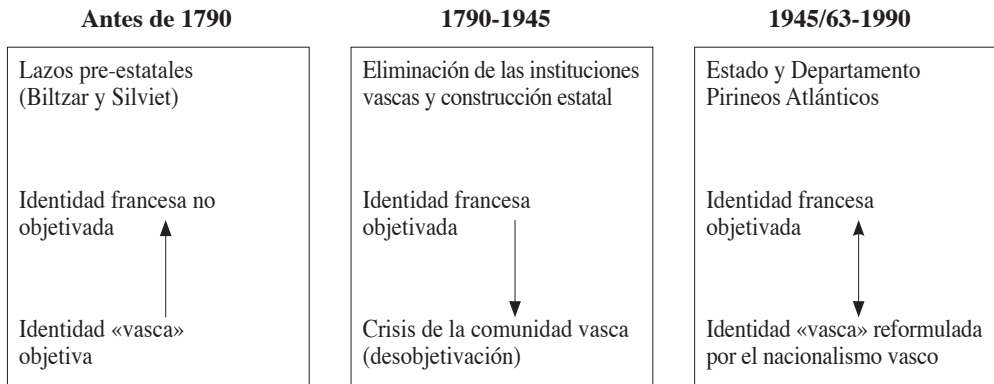 Antes de 1790
Lazos pre-estatales
(Biltzar y Silviet)
Identidad francesa no
objetivada
Identidad «vasca»
objetiva
1790-1945
Eliminación de las instituciones
vascas y construcción estatal
Identidad francesa
objetivada
Crisis de la comunidad vasca
(desobjetivación)
1945/63-1990
Estado y Departamento
Pirineos Atlánticos
Identidad francesa
objetivada
Identidad «vasca» reformulada
por el nacionalismo vasco